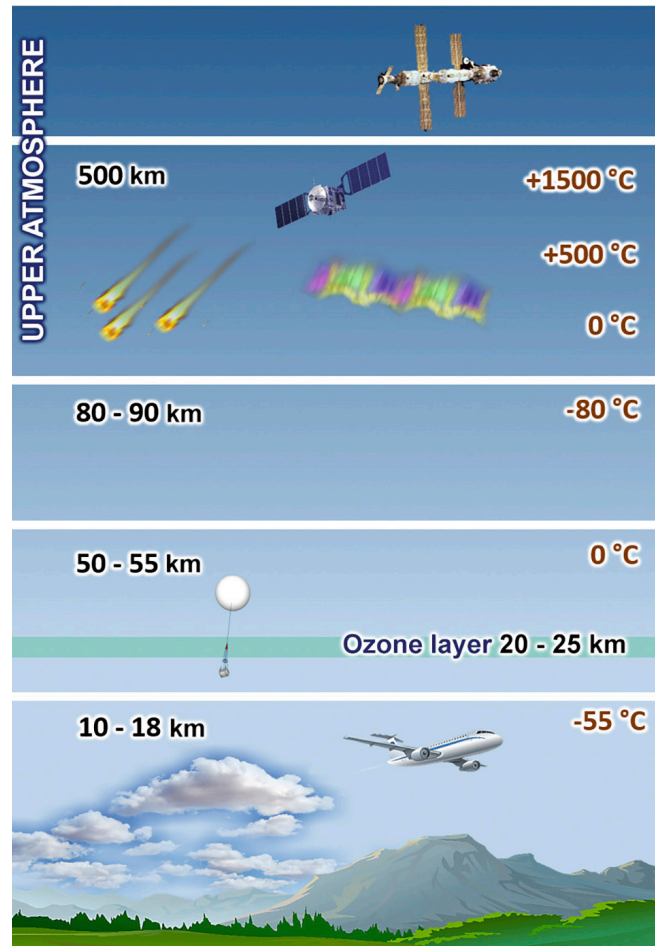 UPPER ATMOSPHERE
500 km
+1500 °C
+500 °C
0 °C
80 - 90 km
-80 °C
50 - 55 km
0 °C
Ozone layer 20 - 25 km
10 - 18 km
-55 °C